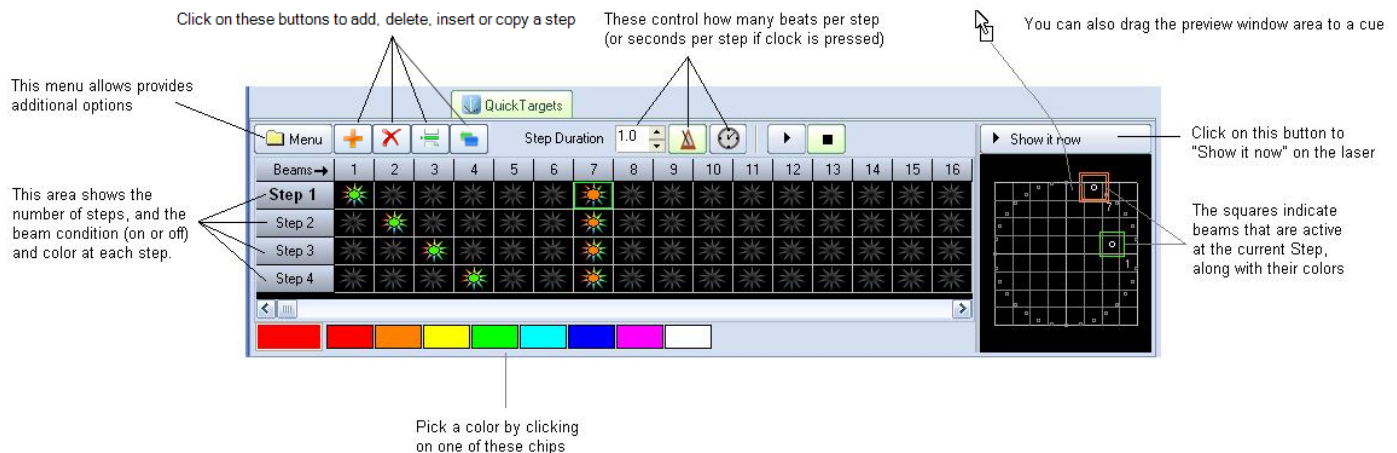 Click on these buttons to add, delete, insert or copy a step
These control how many beats per step
(or seconds per step if clock is pressed)
You can also drag the preview window area to a cue
This menu allows provides
additional options
QuickTargets
Menu
Step Duration
1.0
Show it now
Click on this button to
"Show it now" on the laser
Beams→ 1 2 3 4 5 6 7 8 9 10 11 12 13 14 15 16
Step 1
Step 2
Step 3
Step 4
This area shows the
number of steps, and the
beam condition (on or off)
and color at each step.
7
1
The squares indicate
beams that are active
at the current Step,
along with their colors
Pick a color by clicking
on one of these chips